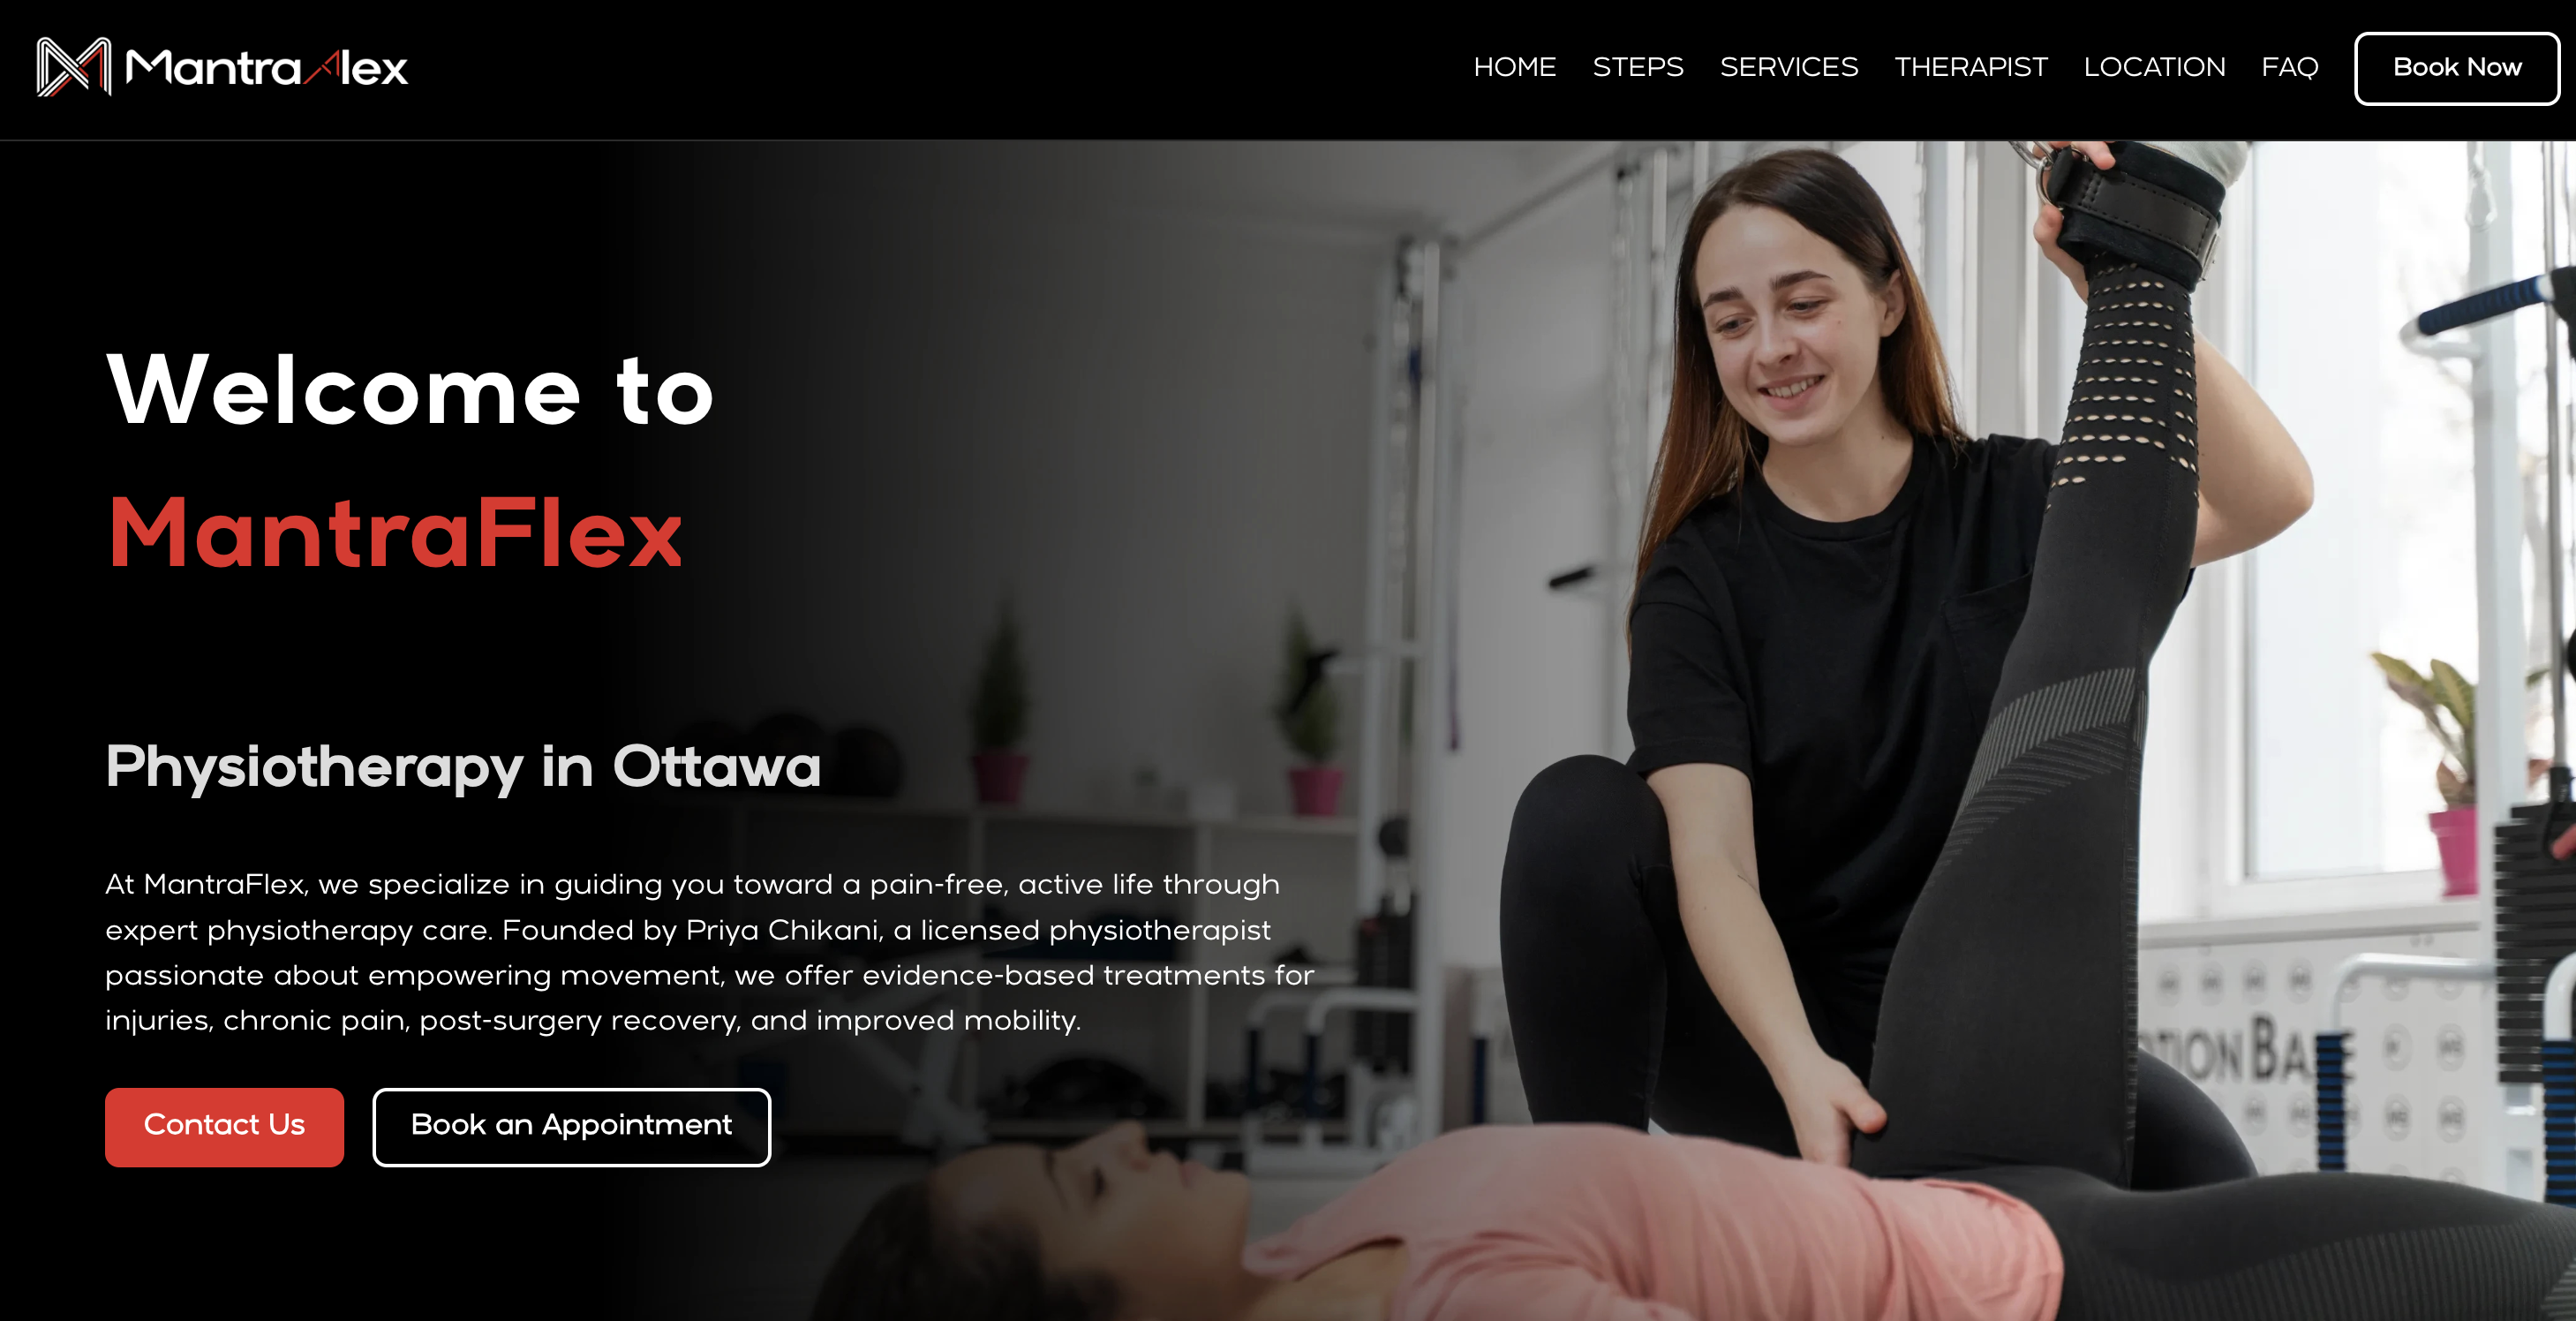 MantraFlex
HOME STEPS SERVICES THERAPIST LOCATION FAQ Book Now
Welcome to
MantraFlex
Physiotherapy in Ottawa
At MantraFlex, we specialize in guiding you toward a pain-free, active life through
expert physiotherapy care. Founded by Priya Chikani, a licensed physiotherapist
passionate about empowering movement, we offer evidence-based treatments for
injuries, chronic pain, post-surgery recovery, and improved mobility.
Contact Us Book an Appointment